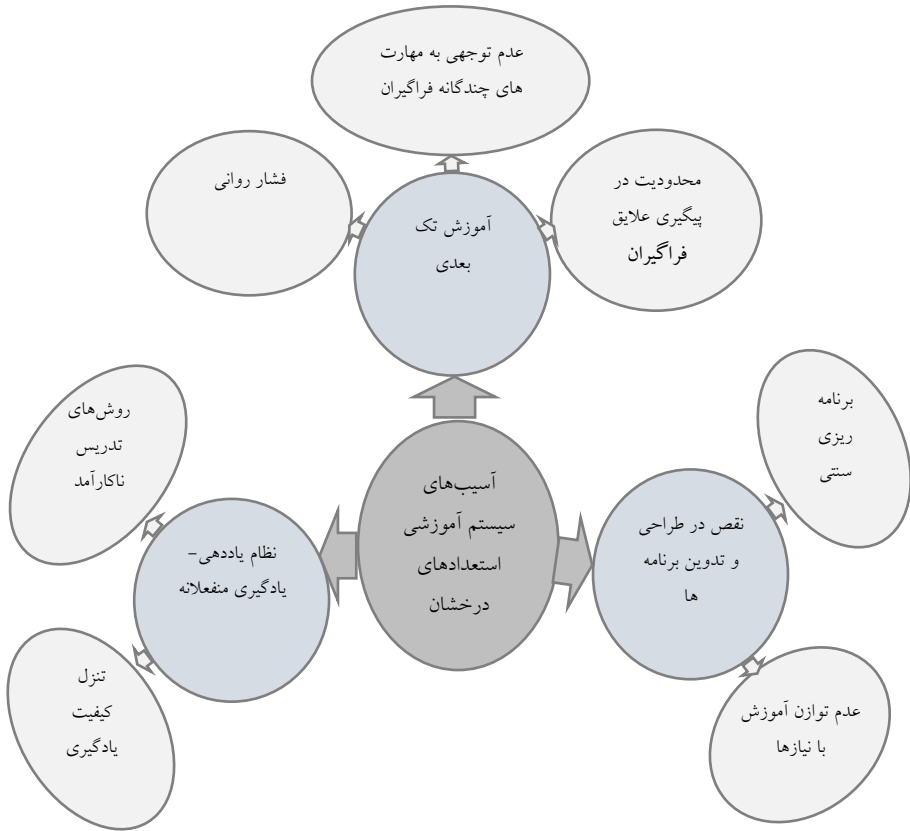 عدم توجهی به مهارت
های چندگانه فراگیران
فشار روانی
محدودیت در
پیگیری علایق
فراگیران
آموزش تک
بعدی
برنامه
ریزی
سنتی
روش‌های
تدریس
ناکارآمد
آسیب‌های
سیستم آموزشی
استعدادهای
درخشان
نقص در طراحی
و تدوین برنامه
ها
نظام یاددهی-
یادگیری منفعلانه
عدم توازن آموزش
با نیازها
تنزل
کیفیت
یادگیری